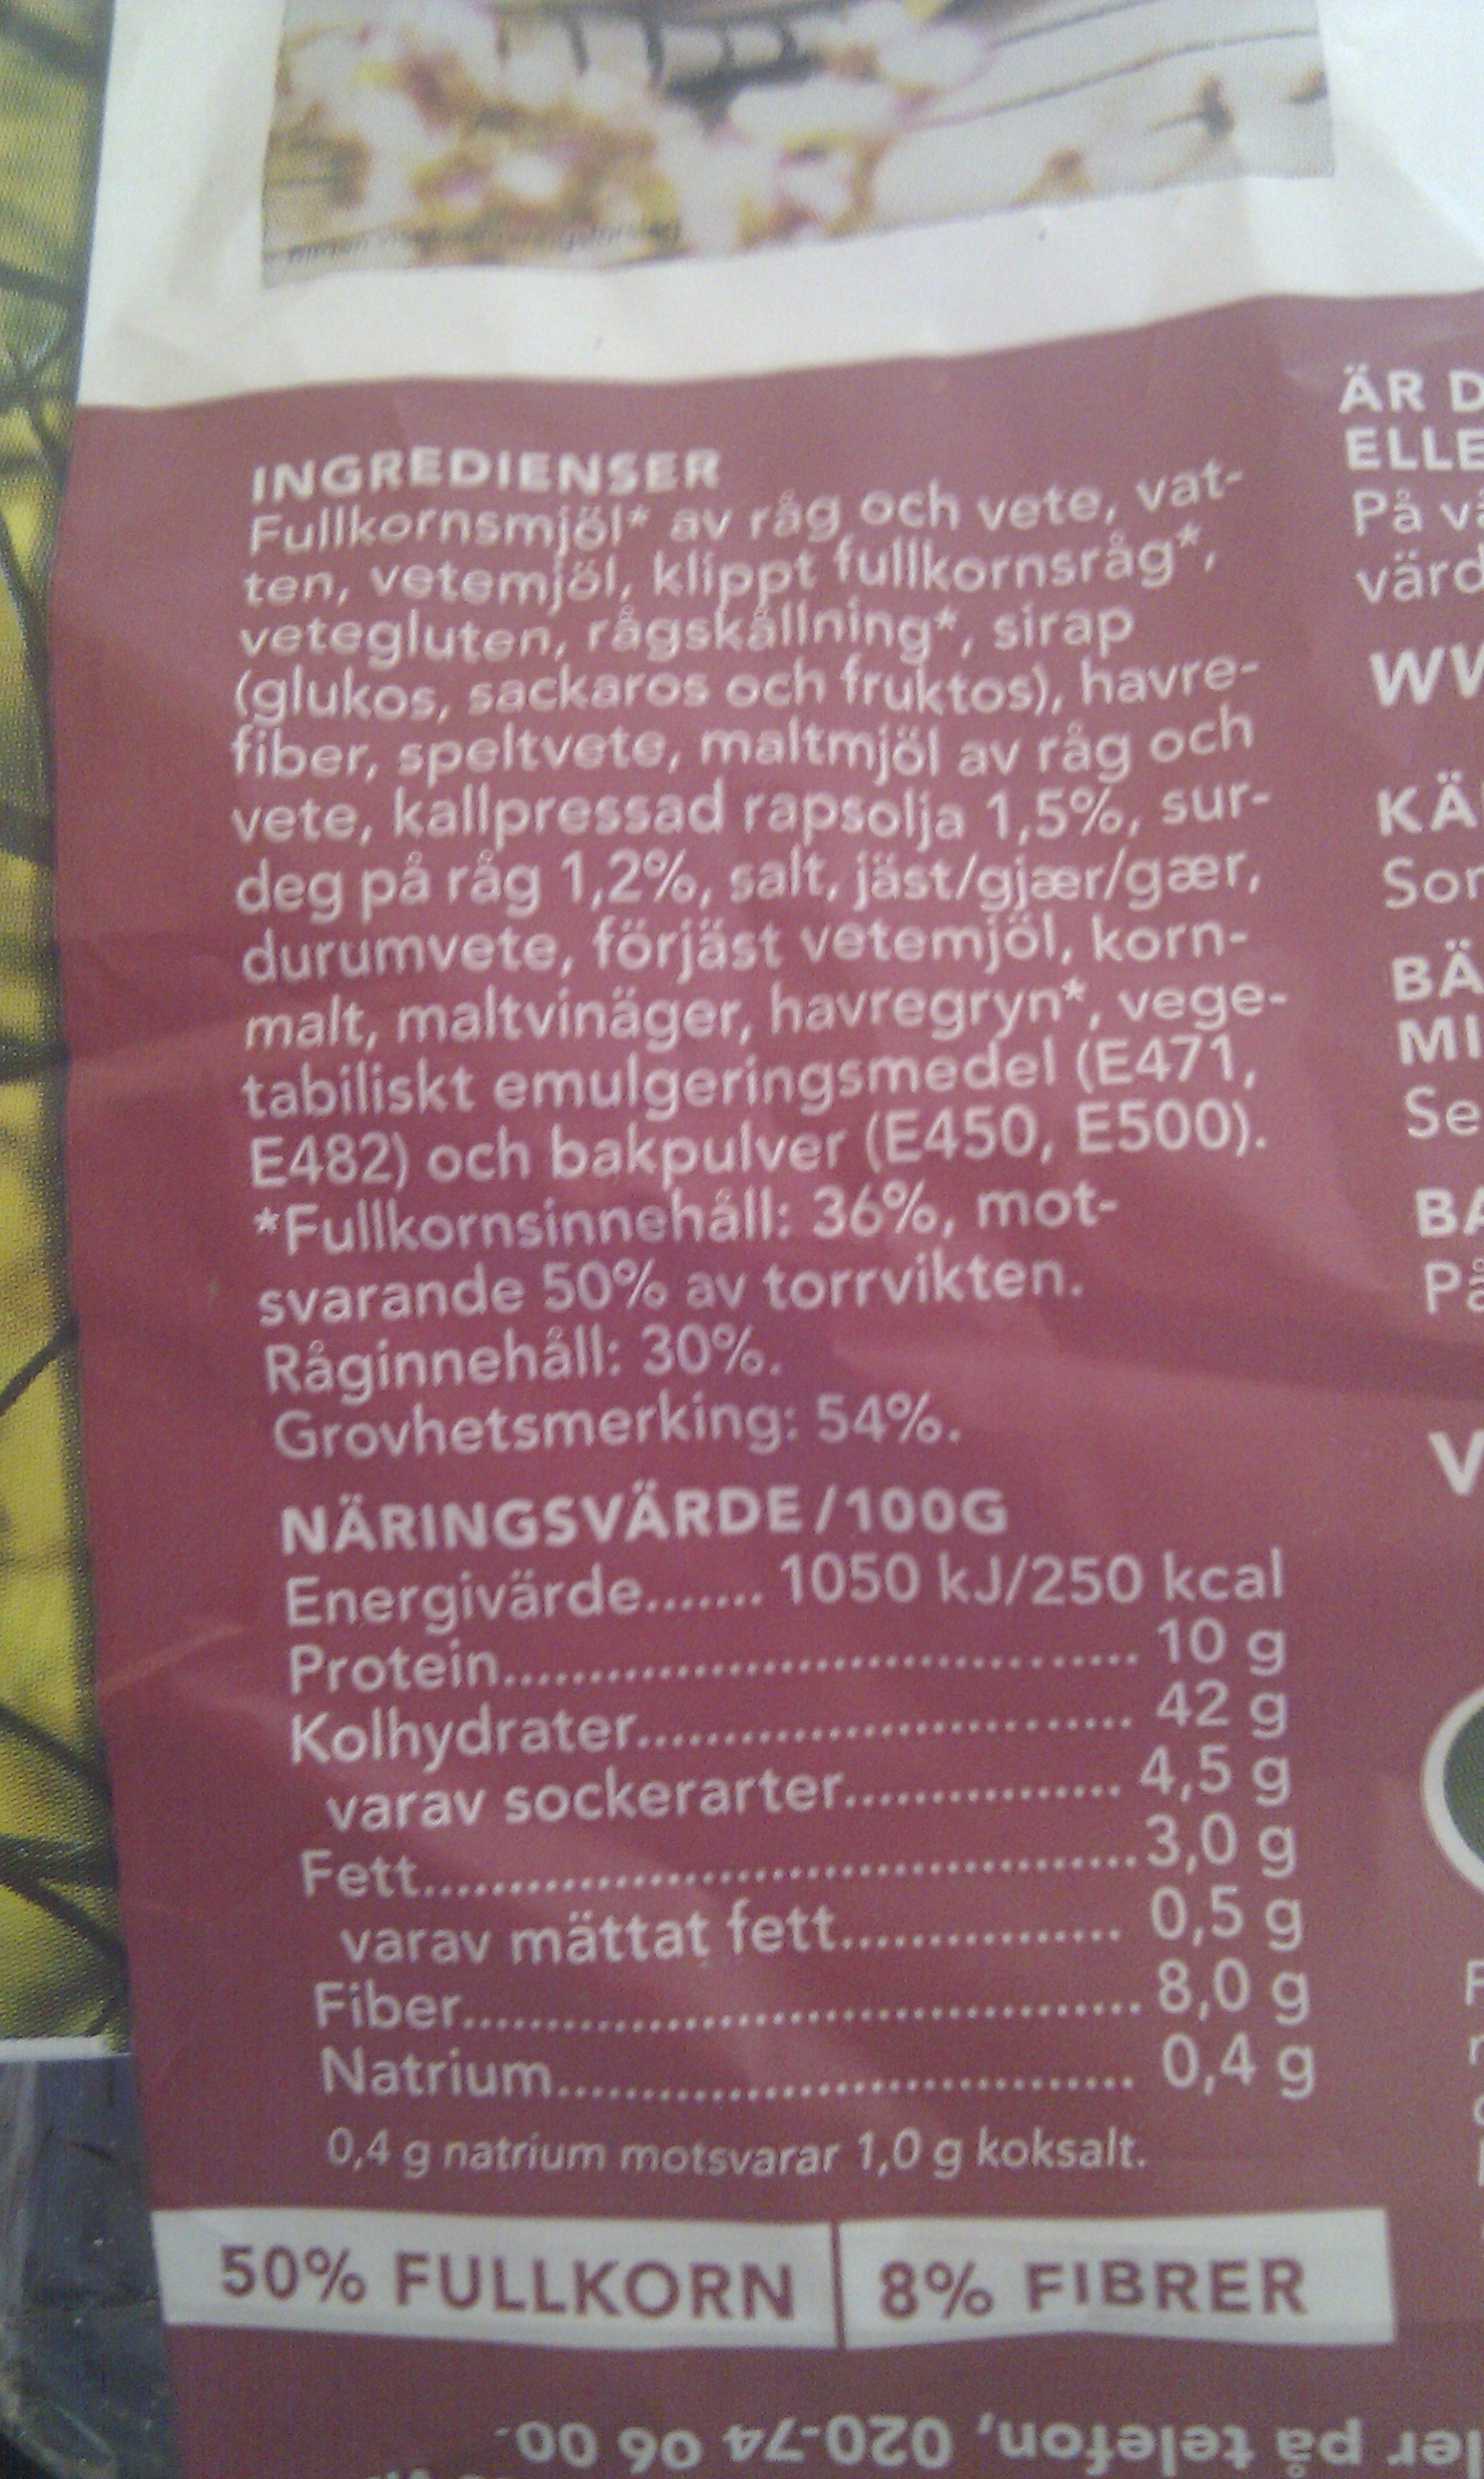 INGREDIENSER
Fullkornsmjöl* av råg och vete, vat-
ten, vetemjöl, klippt fullkornsråg*,
vetegluten, rågskållning*, sirap
(glukos, sackaros och fruktos), havre-
fiber, speltvete, maltmjöl av råg och
vete, kallpressad rapsolja 1,5%, sur-
deg på råg 1,2%, salt, jäst/gjær/gær,
durumvete, förjäst vetemjöl, korn-
malt, maltvinäger, havregryn*, vege-
tabiliskt emulgeringsmedel (E471,
E482) och bakpulver (E450, E500).
*Fullkornsinnehåll: 36%, mot-
svarande 50% av torrvikten.
Råginnehåll: 30%.
Grovhetsmerking: 54%.
NÄRINGSVÄRDE/100G
Energivärde....... 1050 kJ/250 kcal
Protein.......................................... 10 g
Kolhydrater................................. 42 g
varav sockerarter.................. 4,5 g
Fett...............................................3,0 g
varav mättat fett................... 0,5 g
Fiber.............................................8,0 g
Natrium...................................... 0,4 g
0,4 g natrium motsvarar 1,0 g koksalt.
50% FULLKORN
8% FIBRER
ÄR D
ELLE
På v
värd
KÄ
Sor
BÄ
MI
Se
BA
På
V
ler på telefon, 020-74 06 00.